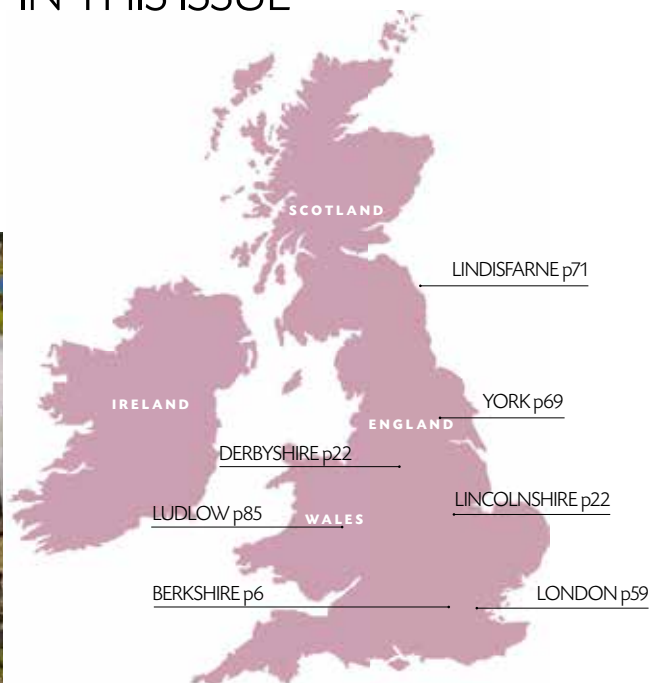 IN THIS ISSUE
SCOTLAND
LINDISFARNE p71
IRELAND
YORK p69
ENGLAND
DERBYSHIRE p22
LINCOLNSHIRE p22
LUDLOW p85
WALES
BERKSHIRE p6
LONDON p59